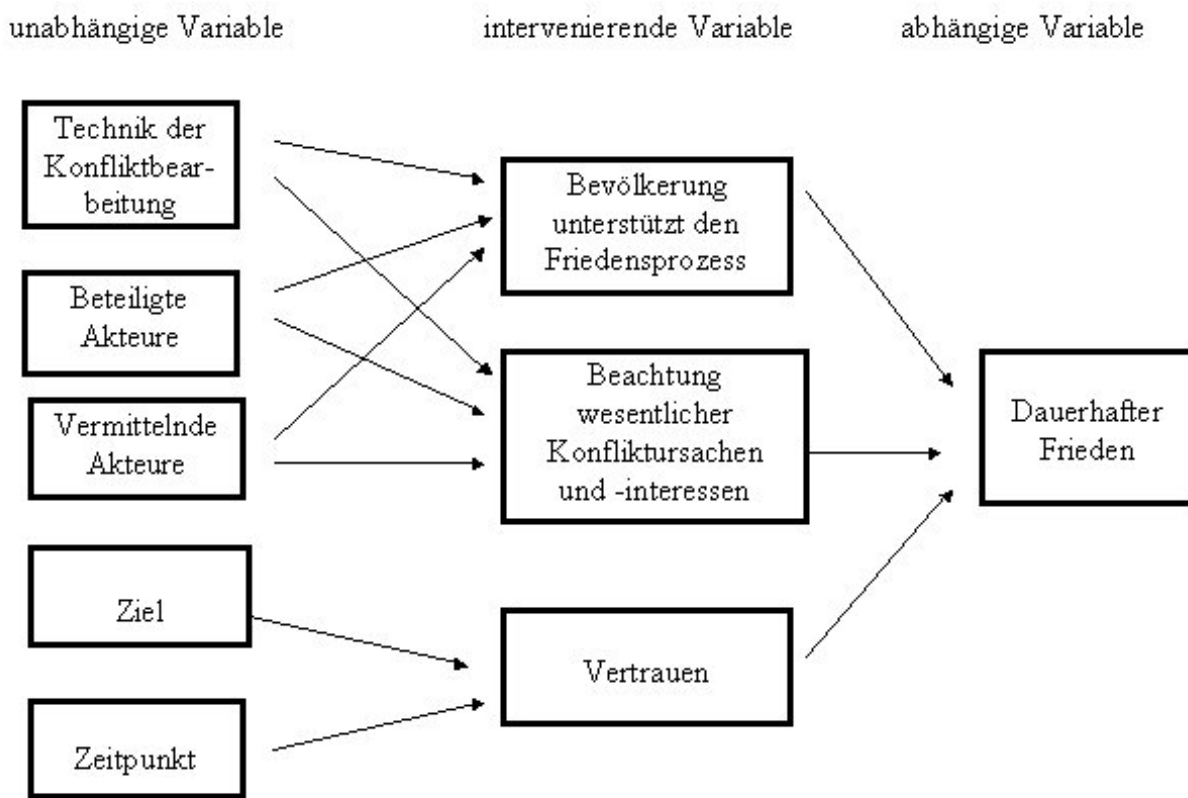 unabhängige Variable
intervenierende Variable
abhängige Variable
Technik der
Konfliktbear-
beitung
Beteiligte
Akteure
Vermittelnde
Akteure
Ziel
Zeitpunkt
Bevölkerung
unterstützt den
Friedensprozess
Beachtung
wesentlicher
Konfliktursachen
und -interessen
Vertrauen
Dauerhafter
Frieden